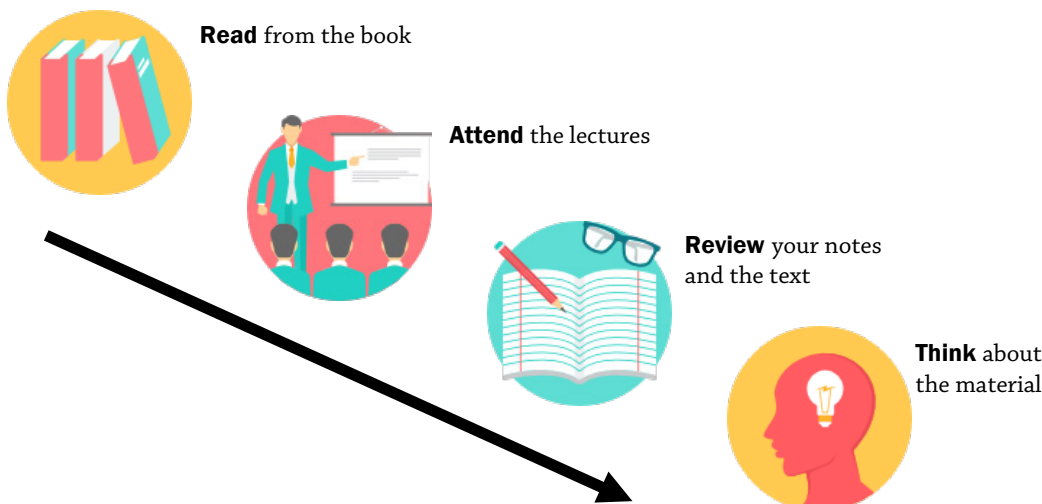 Read from the book
Attend the lectures
Review your notes
and the text
Think about
the material